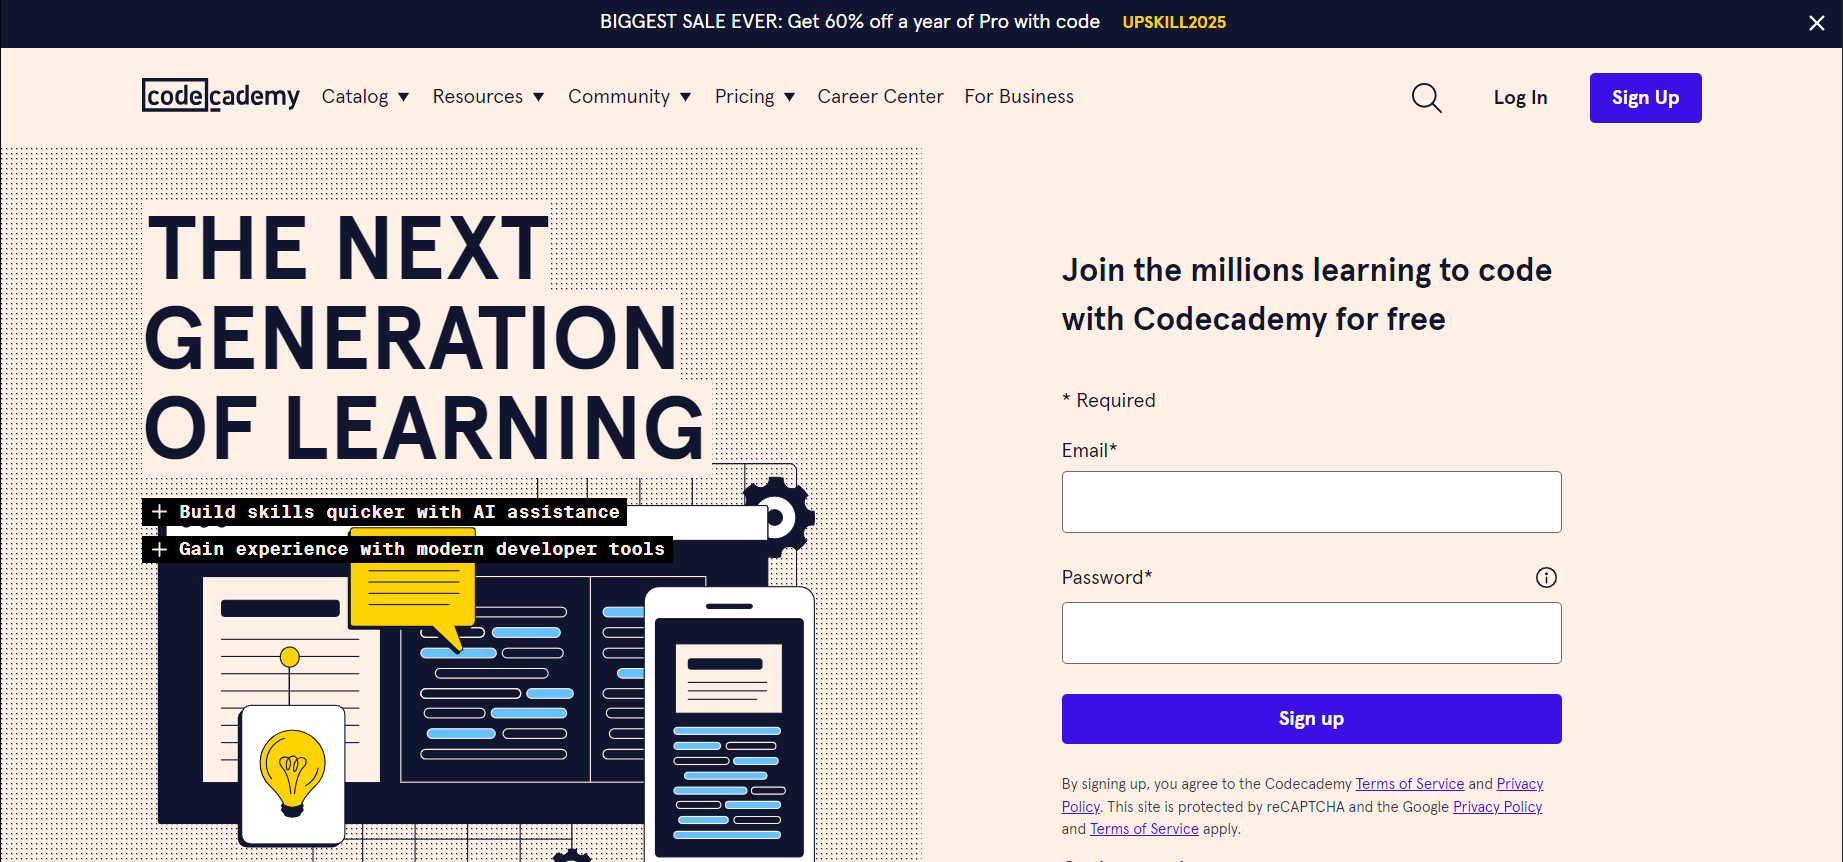 BIGGEST SALE EVER: Get 60% off a year of Pro with code UPSKILL2025
codecademy Catalog Resources Community Pricing Career Center For Business Log In Sign Up
THE NEXT
GENERATION
OF LEARNING
+ Build skills quicker with AI assistance
+ Gain experience with modern developer tools
Join the millions learning to code
with Codecademy for free
* Required
Email*
Password*
Sign up
By signing up, you agree to the Codecademy Terms of Service and Privacy
Policy. This site is protected by reCAPTCHA and the Google Privacy Policy
and Terms of Service apply.